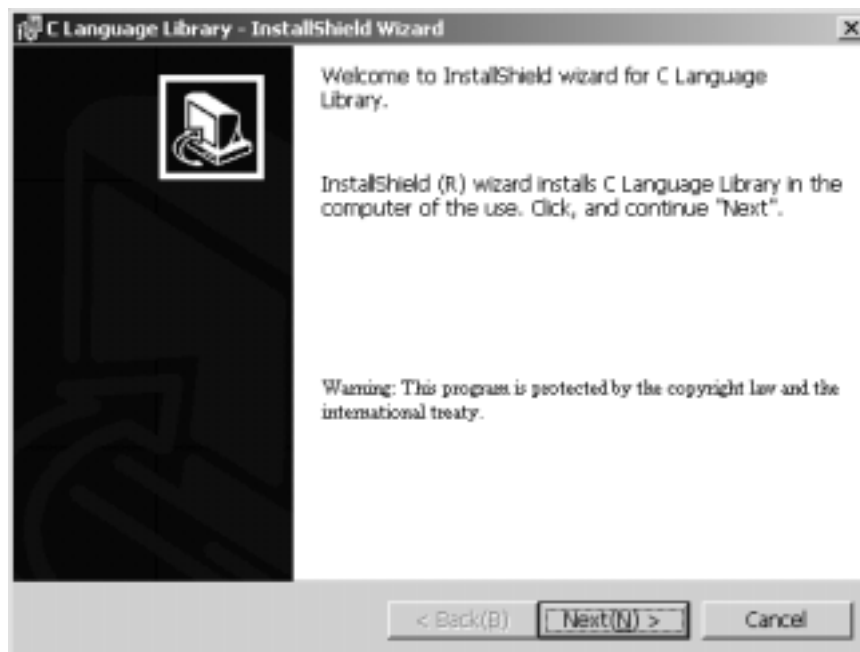 C Language Library - InstallShield Wizard
Welcome to InstallShield wizard for C Language
Library.
InstallShield (R) wizard installs C Language Library in the
computer of the use. Click, and continue "Next".
Warning: This program is protected by the copyright law and the
international treaty.
< Back(B)
Next(N) >
Cancel